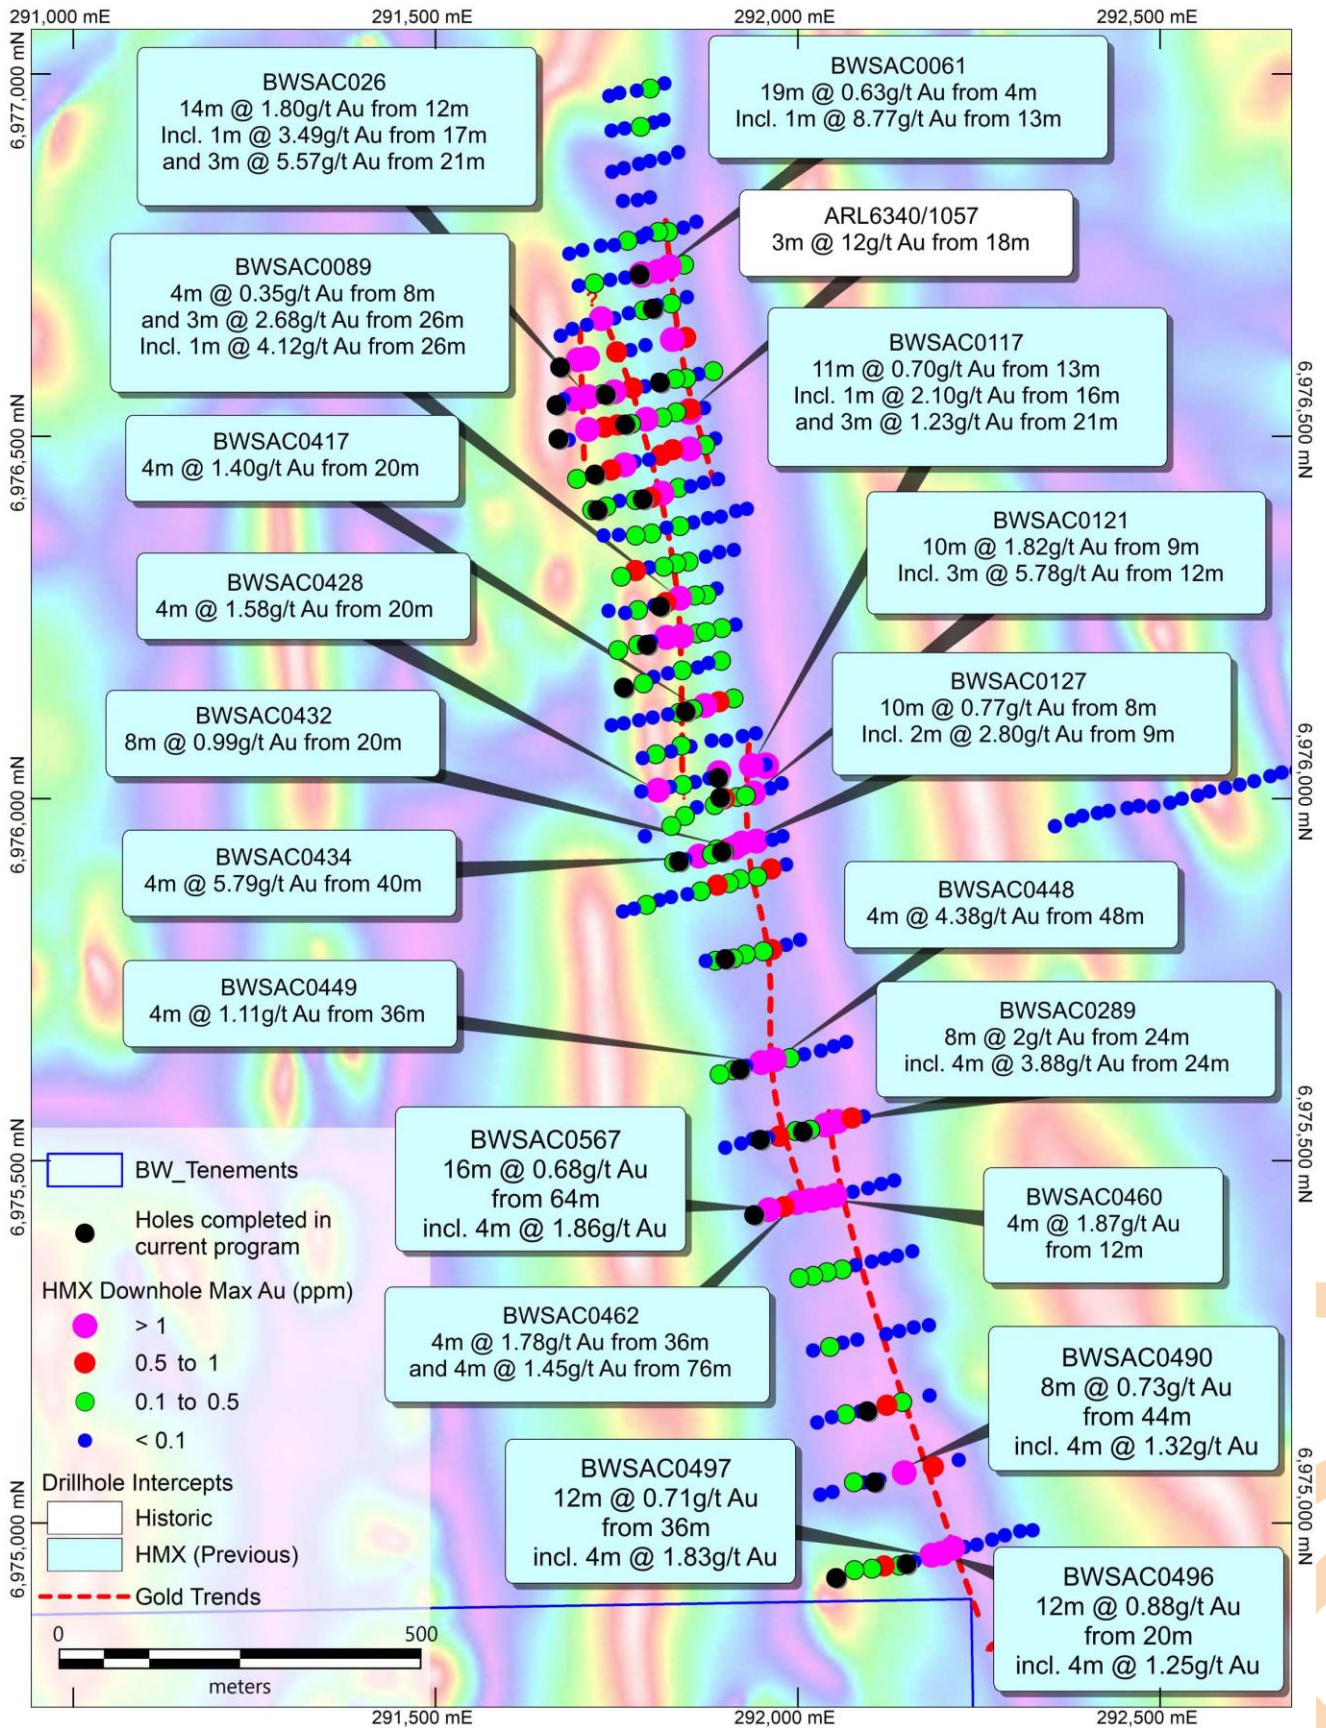 291,000 mE
291,500 mE
292,000 mE
292,500 mE
6,977,000 mN
BWSAC026
14m @ 1.80g/t Au from 12m
Incl. 1m @ 3.49g/t Au from 17m
and 3m @ 5.57g/t Au from 21m
BWSAC0061
19m @ 0.63g/t Au from 4m
Incl. 1m @ 8.77g/t Au from 13m
ARL6340/1057
3m @ 12g/t Au from 18m
BWSAC0089
4m @ 0.35g/t Au from 8m
and 3m @ 2.68g/t Au from 26m
Incl. 1m @ 4.12g/t Au from 26m
?
BWSAC0117
11m @ 0.70g/t Au from 13m
Incl. 1m @ 2.10g/t Au from 16m
and 3m @ 1.23g/t Au from 21m
6,976,500 mN
6,976,500 mN
BWSAC0417
4m @ 1.40g/t Au from 20m
BWSAC0121
10m @ 1.82g/t Au from 9m
Incl. 3m @ 5.78g/t Au from 12m
BWSAC0428
4m @ 1.58g/t Au from 20m
BWSAC0127
10m @ 0.77g/t Au from 8m
Incl. 2m @ 2.80g/t Au from 9m
BWSAC0432
8m @ 0.99g/t Au from 20m
6,976,000 mN
6,976,000 mN
BWSAC0434
4m @ 5.79g/t Au from 40m
BWSAC0448
4m @ 4.38g/t Au from 48m
BWSAC0449
4m @ 1.11g/t Au from 36m
BWSAC0289
8m @ 2g/t Au from 24m
incl. 4m @ 3.88g/t Au from 24m
6,975,500 mN
6,975,500 mN
BWSAC0567
16m @ 0.68g/t Au
from 64m
incl. 4m @ 1.86g/t Au
BWSAC0460
4m @ 1.87g/t Au
from 12m
BWSAC0462
4m @ 1.78g/t Au from 36m
and 4m @ 1.45g/t Au from 76m
BWSAC0490
8m @ 0.73g/t Au
from 44m
incl. 4m @ 1.32g/t Au
BWSAC0497
12m @ 0.71g/t Au
from 36m
incl. 4m @ 1.83g/t Au
BWSAC0496
12m @ 0.88g/t Au
from 20m
incl. 4m @ 1.25g/t Au
6,975,000 mN
6,975,000 mN
BW_Tenements
Holes completed in
current program
HMX Downhole Max Au (ppm)
> 1
0.5 to 1
0.1 to 0.5
< 0.1
Drillhole Intercepts
Historic
HMX (Previous)
Gold Trends
0
500
meters
291,500 mE
292,000 mE
292,500 mE